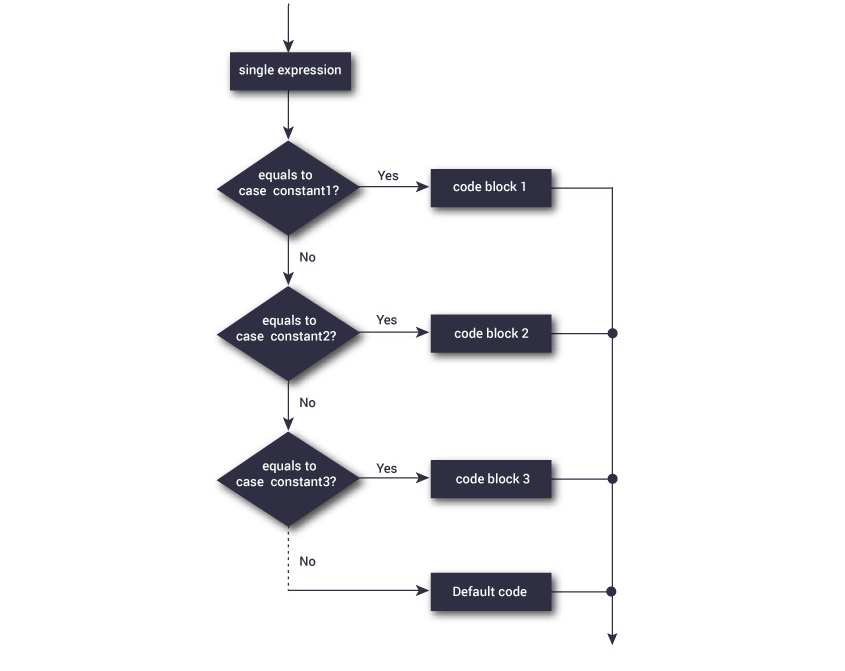 single expression
equals to
case constant1?
Yes
code block 1
No
equals to
case constant2?
Yes
code block 2
No
equals to
case constant3?
Yes
code block 3
No
Default code